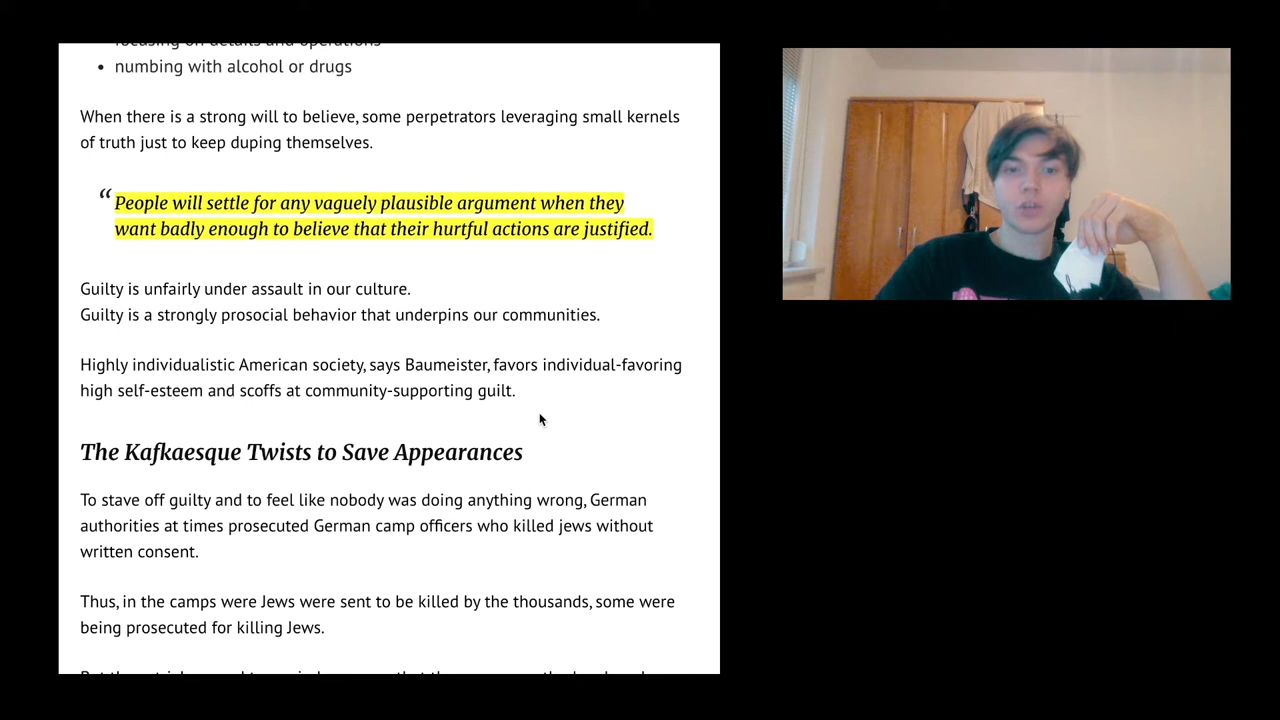 focusing on details and operations
• numbing with alcohol or drugs
When there is a strong will to believe, some perpetrators leveraging small kernels
of truth just to keep duping themselves.
“ People will settle for any vaguely plausible argument when they
want badly enough to believe that their hurtful actions are justified.
Guilty is unfairly under assault in our culture.
Guilty is a strongly prosocial behavior that underpins our communities.
Highly individualistic American society, says Baumeister, favors individual-favoring
high self-esteem and scoffs at community-supporting guilt.
The Kafkaesque Twists to Save Appearances
To stave off guilty and to feel like nobody was doing anything wrong, German
authorities at times prosecuted German camp officers who killed jews without
written consent.
Thus, in the camps were Jews were sent to be killed by the thousands, some were
being prosecuted for killing Jews.